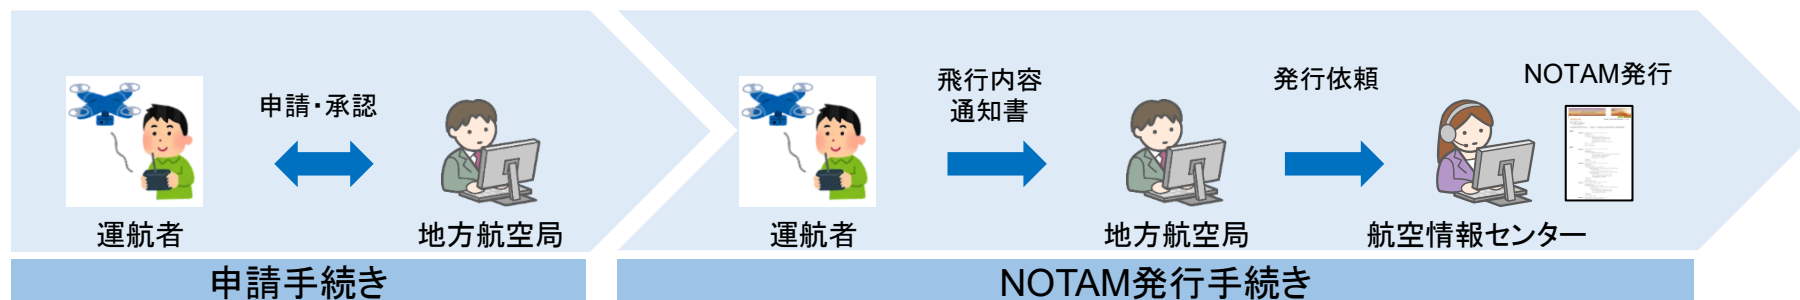 申請・承認
運航者
地方航空局
申請手続き
飛行内容
通知書
発行依頼
NOTAM発行
運航者
地方航空局
航空情報センター
NOTAM発行手続き